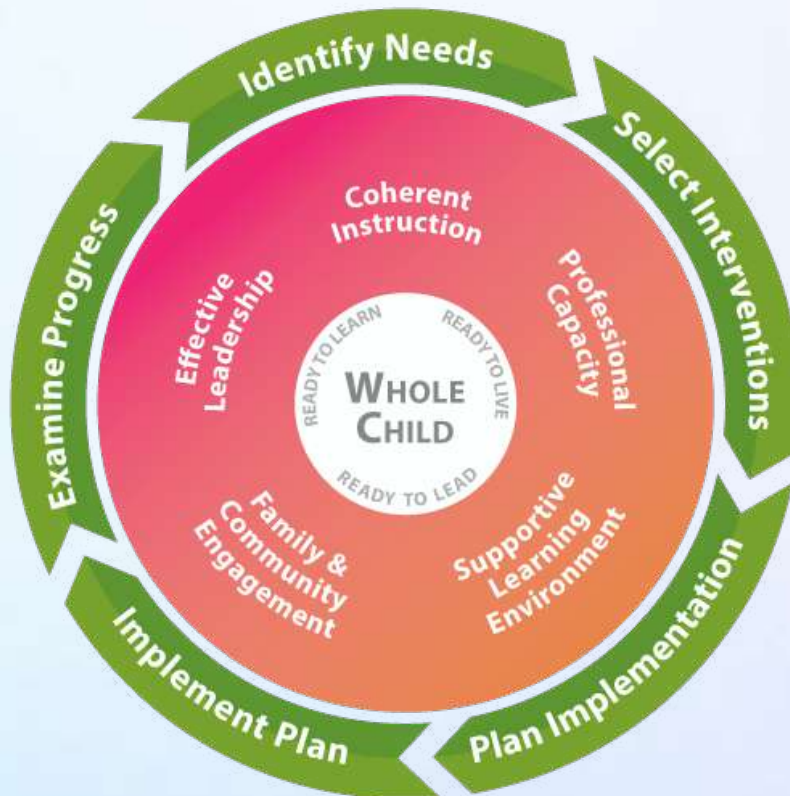 Identify Needs
Select Interventions
Plan Implementation
Implement Plan
Examine Progress
Coherent
Instruction
Professional
Capacity
Supportive
Learning
Environment
Family &
Community
Engagement
Effective
Leadership
READY TO LEARN
READY TO LIVE
READY TO LEAD
WHOLE
CHILD